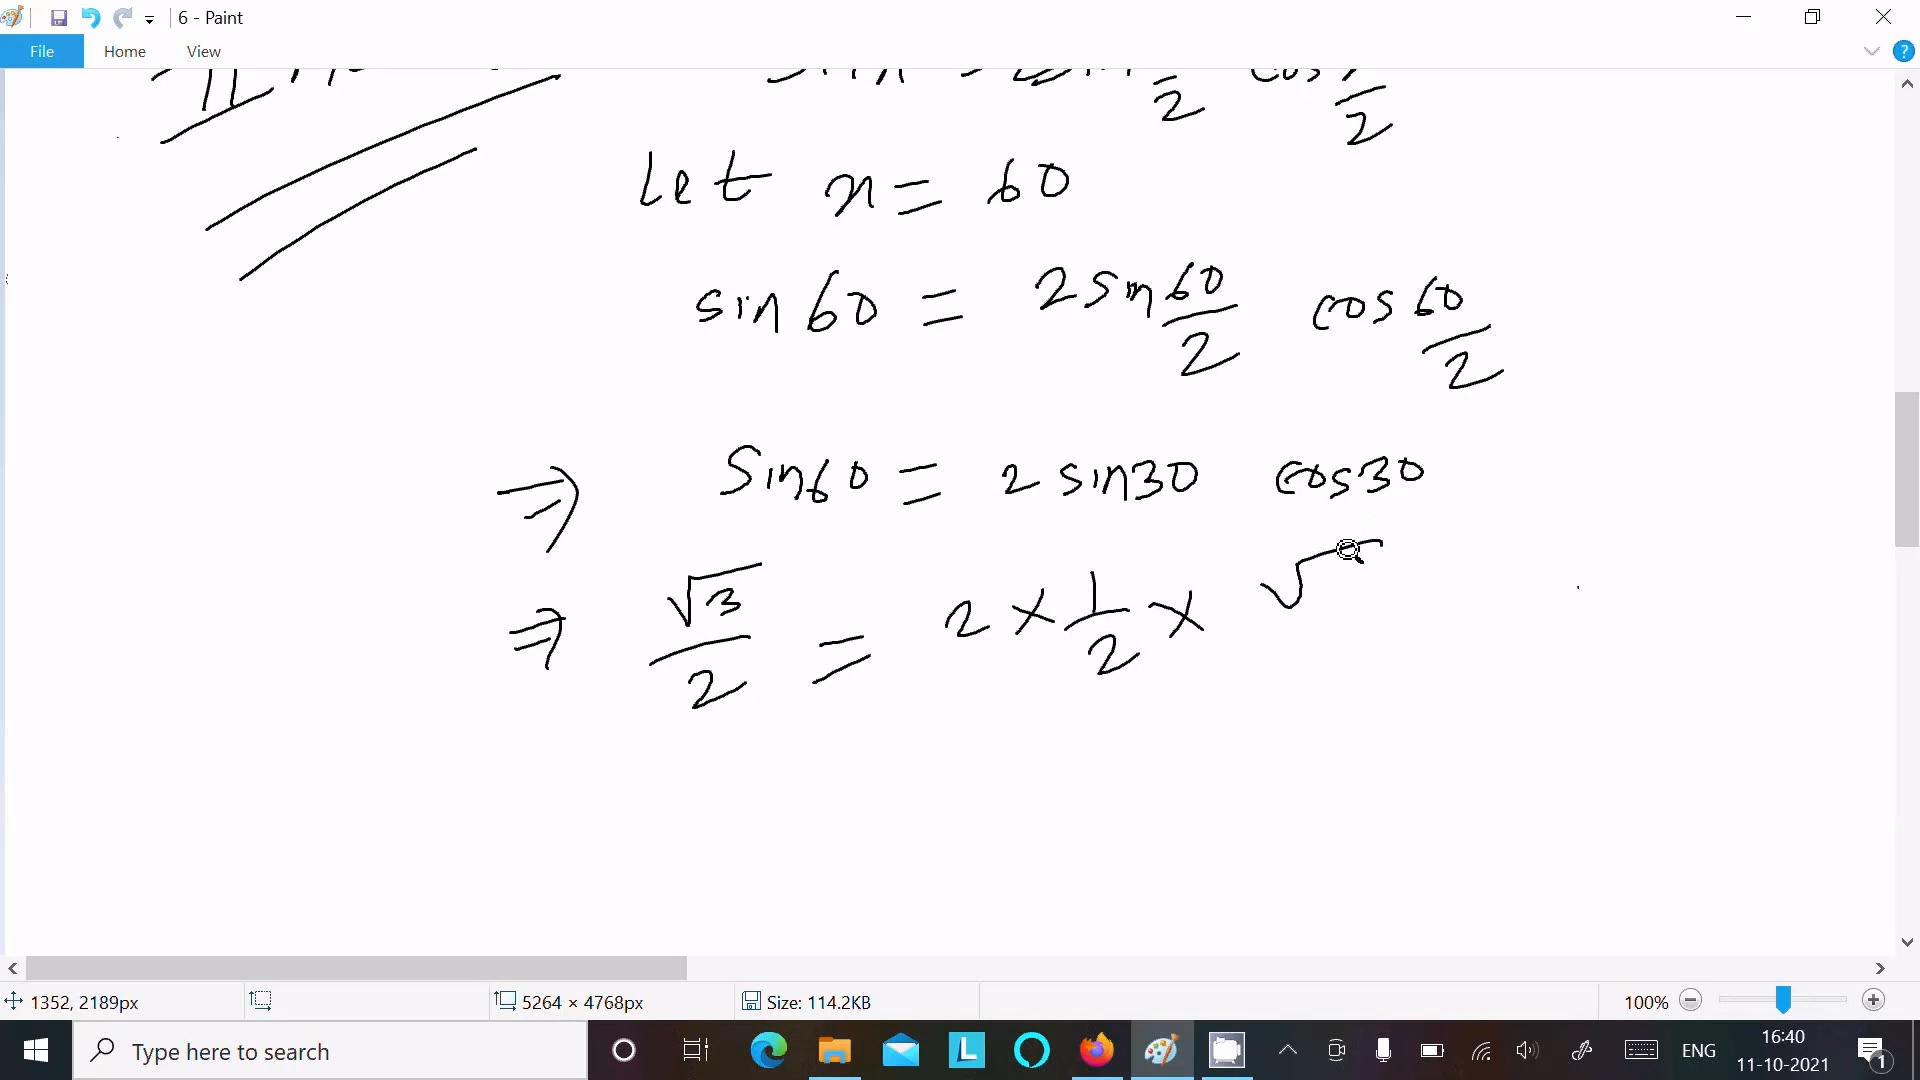 6 - Paint
File Home View
Let x = 60
sin 60 = 2 sin 60/2 cos 60/2
⇒ Sin60 = 2 sin30 cos30
⇒ √3/2 = 2 × 1/2 × √
1352, 2189px 5264 × 4768px Size: 114.2KB 100%
Type here to search
ENG
16:40
11-10-2021
1